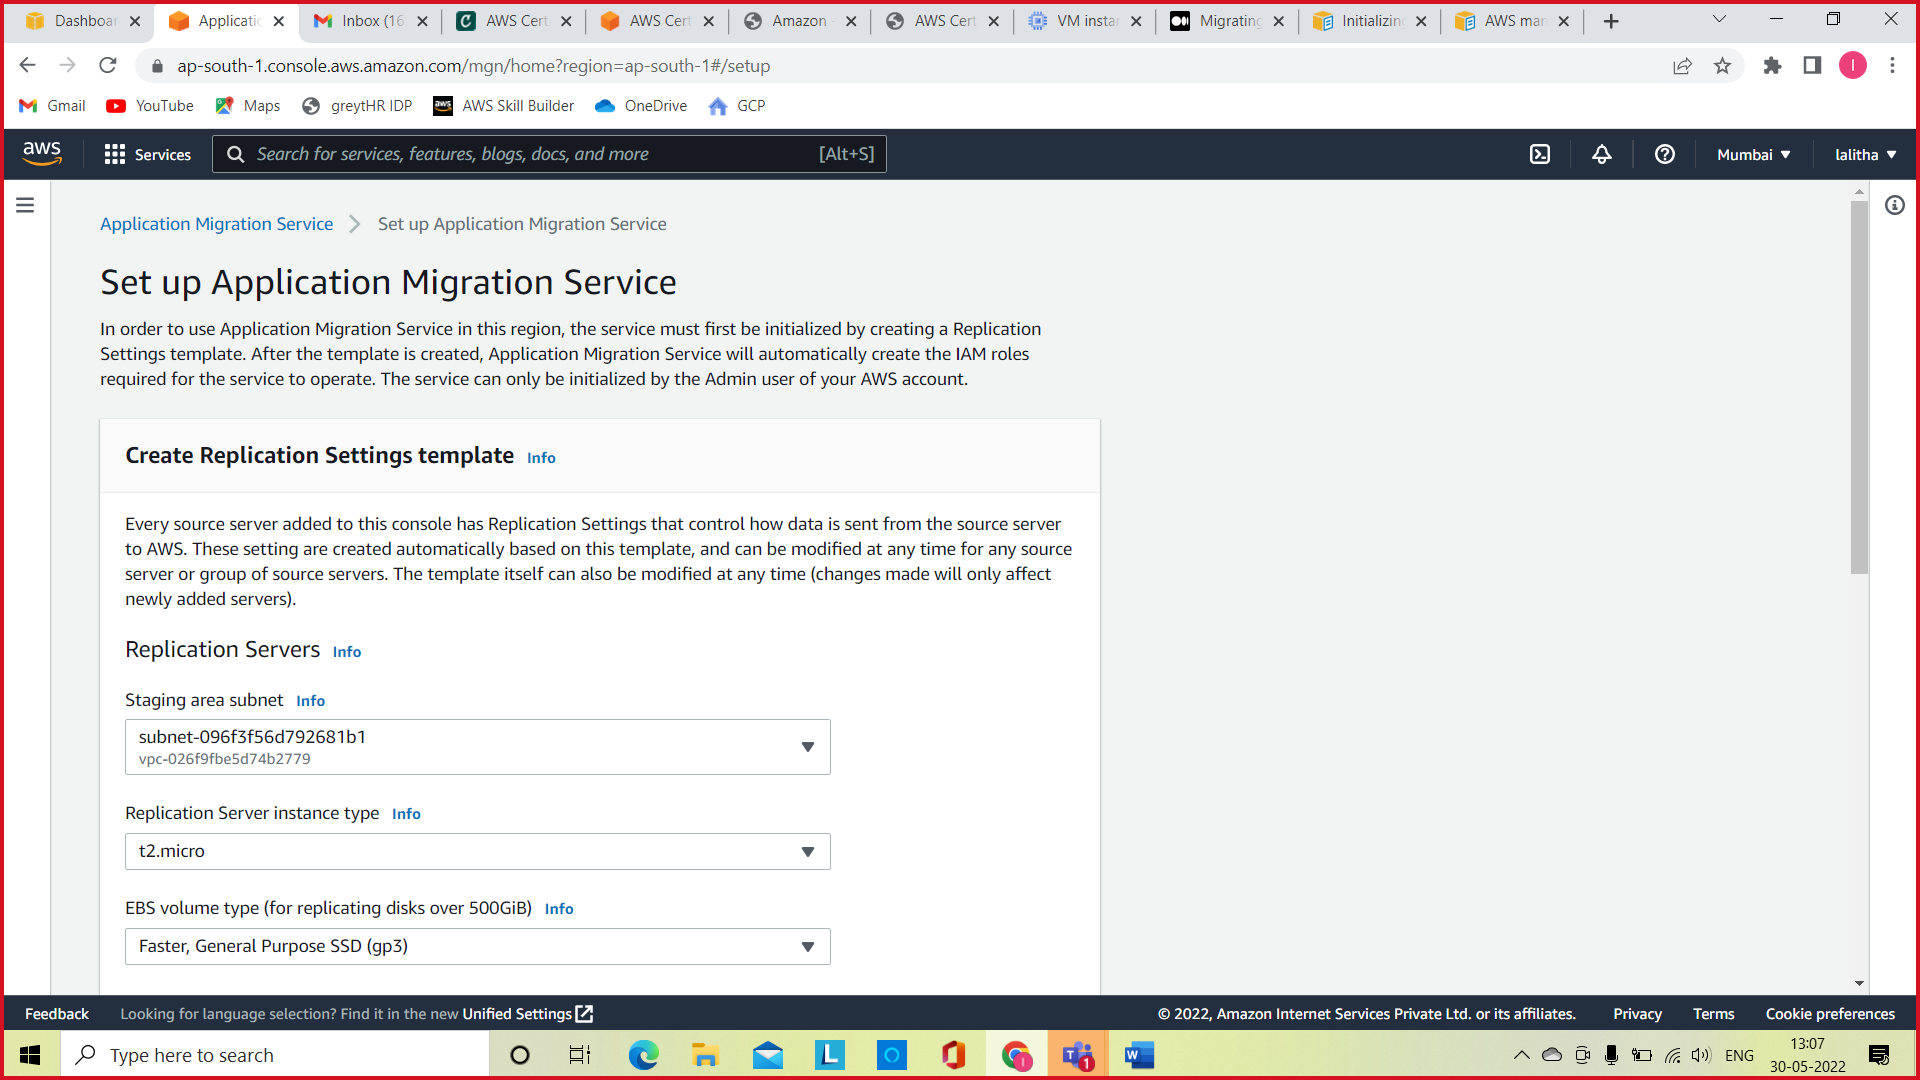 Dashboar
Applicatio
Inbox (16
AWS Cert
AWS Cert
Amazon
AWS Cert
VM instan
Migrating
Initializing
AWS man
ap-south-1.console.aws.amazon.com/mgn/home?region=ap-south-1#/setup
Gmail
YouTube
Maps
greytHR IDP
AWS Skill Builder
OneDrive
GCP
aws
Services
Search for services, features, blogs, docs, and more
[Alt+S]
Mumbai
lalitha
Application Migration Service
Set up Application Migration Service
Set up Application Migration Service
In order to use Application Migration Service in this region, the service must first be initialized by creating a Replication
Settings template. After the template is created, Application Migration Service will automatically create the IAM roles
required for the service to operate. The service can only be initialized by the Admin user of your AWS account.
Create Replication Settings template Info
Every source server added to this console has Replication Settings that control how data is sent from the source server
to AWS. These setting are created automatically based on this template, and can be modified at any time for any source
server or group of source servers. The template itself can also be modified at any time (changes made will only affect
newly added servers).
Replication Servers Info
Staging area subnet Info
subnet-096f3f56d792681b1
vpc-026f9fbe5d74b2779
Replication Server instance type Info
t2.micro
EBS volume type (for replicating disks over 500GiB) Info
Faster, General Purpose SSD (gp3)
Feedback
Looking for language selection? Find it in the new Unified Settings
© 2022, Amazon Internet Services Private Ltd. or its affiliates.
Privacy
Terms
Cookie preferences
Type here to search
ENG
13:07
30-05-2022